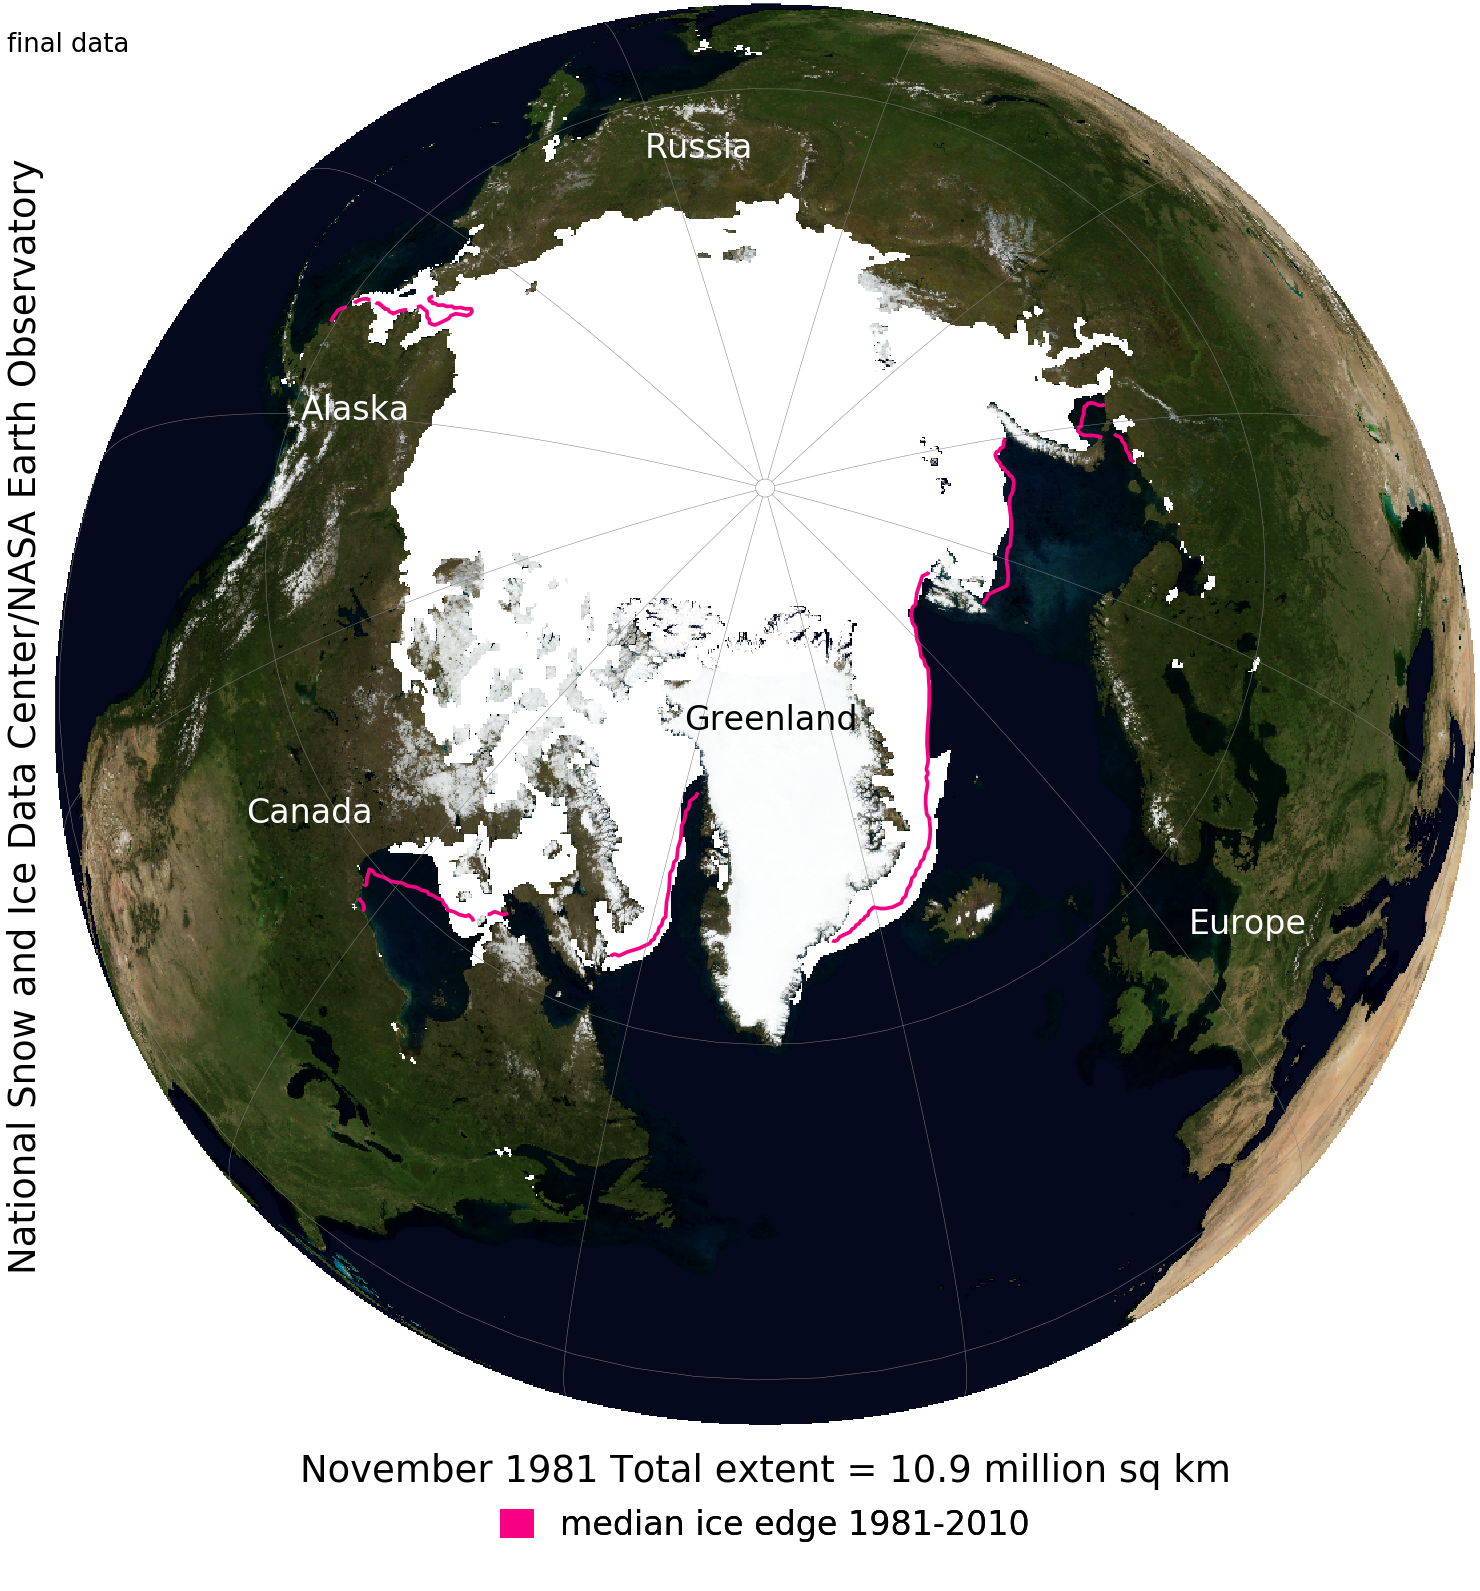 final data
National Snow and Ice Data Center/NASA Earth Observatory
Russia
Alaska
Greenland
Canada
Europe
November 1981 Total extent = 10.9 million sq km
median ice edge 1981-2010